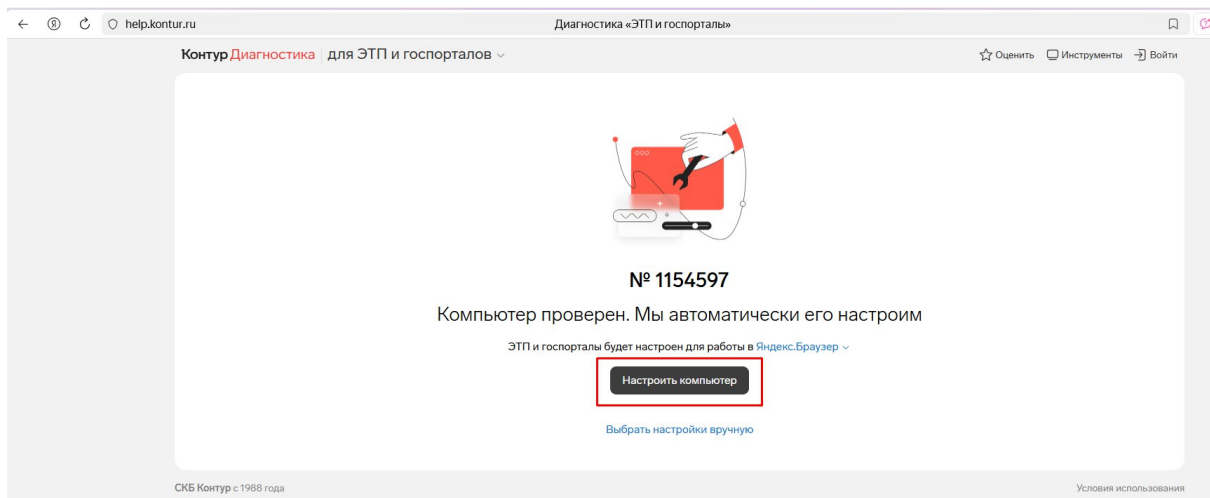 help.kontur.ru
Диагностика «ЭТП и госпорталы»
Контур Диагностика для ЭТП и госпорталов
Оценить Инструменты Войти
№ 1154597
Компьютер проверен. Мы автоматически его настроим
ЭТП и госпорталы будет настроен для работы в Яндекс.Браузер
Настроить компьютер
Выбрать настройки вручную
СКБ Контур с 1988 года
Условия использования